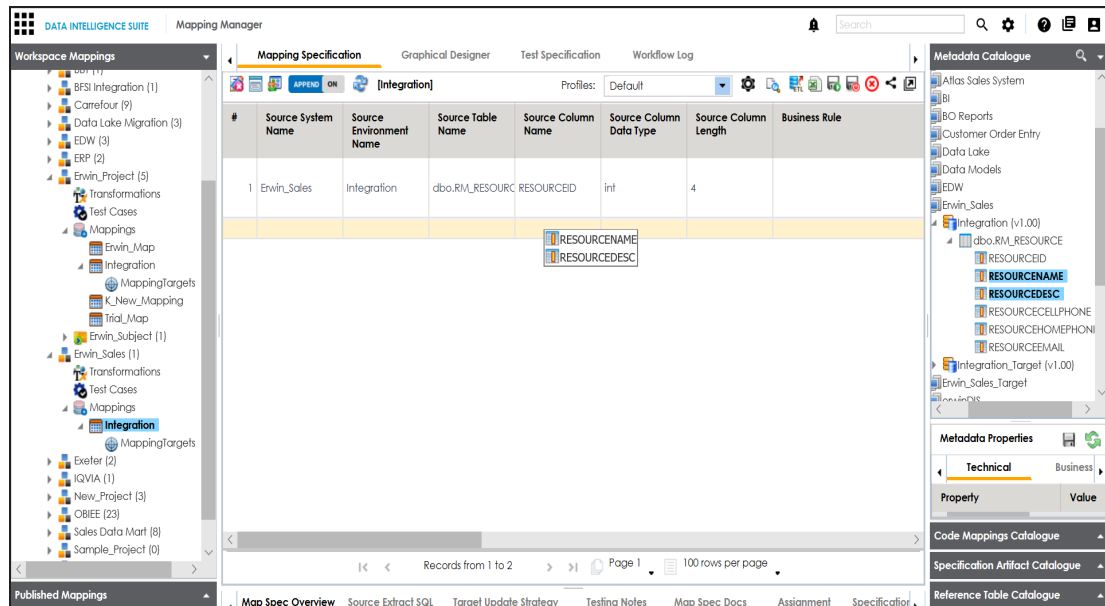 DATA INTELLIGENCE SUITE
Mapping Manager
Search
Workspace Mappings
BFSI Integration (1)
Carrefour (9)
Data Lake Migration (3)
EDW (3)
ERP (2)
Erwin_Project (5)
Transformations
Test Cases
Mappings
Erwin_Map
Integration
MappingTargets
K_New_Mapping
Trial_Map
Erwin_Subject (1)
Erwin_Sales (1)
Transformations
Test Cases
Mappings
Integration
MappingTargets
Exeter (2)
IQVIA (1)
New_Project (3)
OBIEE (23)
Sales Data Mart (8)
Sample_Project (0)
Published Mappings
Mapping Specification Graphical Designer Test Specification Workflow Log
APPEND ON [Integration] Profiles: Default
# Source System Name Source Environment Name Source Table Name Source Column Name Source Column Data Type Source Column Length Business Rule
1 Erwin_Sales Integration dbo.RM_RESOURC RESOURCEID int 4
RESOURCENAME
RESOURCEDESC
Records from 1 to 2 Page 1 100 rows per page
Map Spec Overview Source Extract SQL Target Update Strategy Testing Notes Map Spec Docs Assignment Specification
Metadata Catalogue
Atlas Sales System
BI
BO Reports
Customer Order Entry
Data Lake
Data Models
EDW
Erwin_Sales
Integration (v1.00)
dbo.RM_RESOURCE
RESOURCEID
RESOURCENAME
RESOURCEDESC
RESOURCECELLPHONE
RESOURCEHOMEPHONE
RESOURCEEMAIL
Integration_Target (v1.00)
Erwin_Sales_Target
erwinDIS
Metadata Properties
Technical Business
Property Value
Code Mappings Catalogue
Specification Artifact Catalogue
Reference Table Catalogue